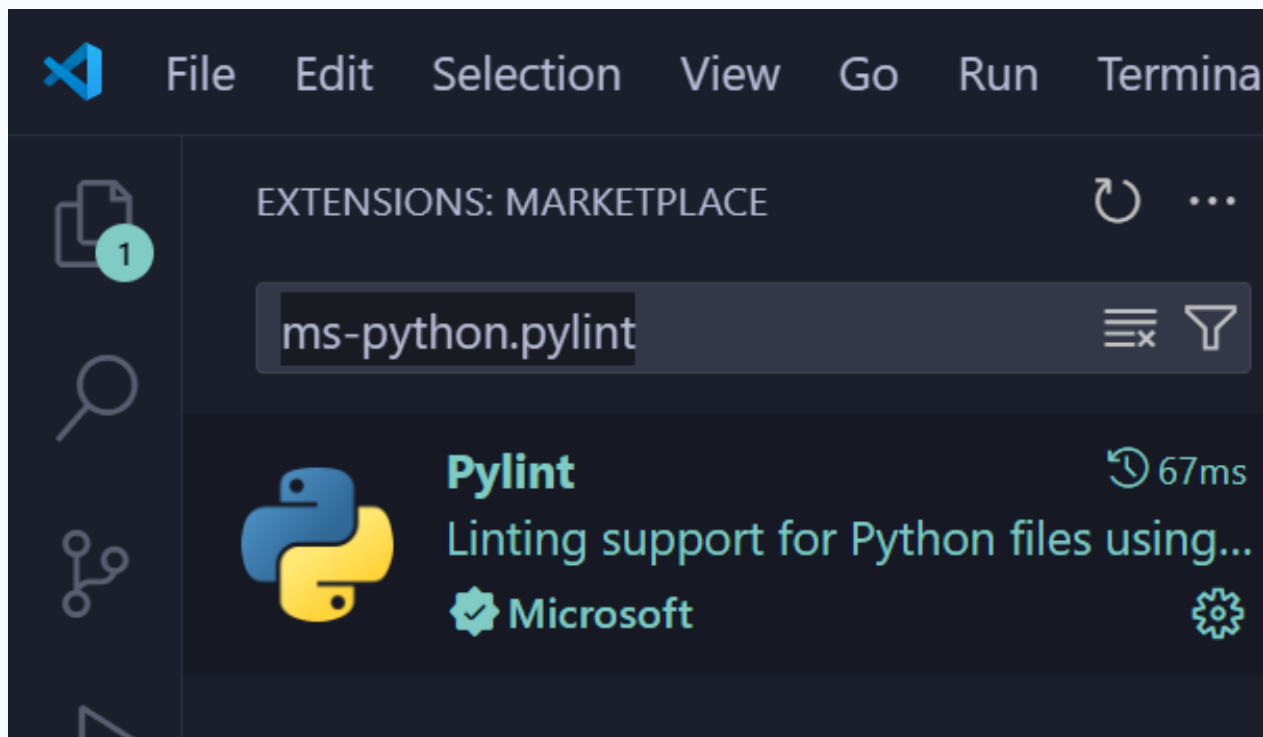 File Edit Selection View Go Run Termina
EXTENSIONS: MARKETPLACE
1
ms-python.pylint
Pylint 67ms
Linting support for Python files using...
Microsoft